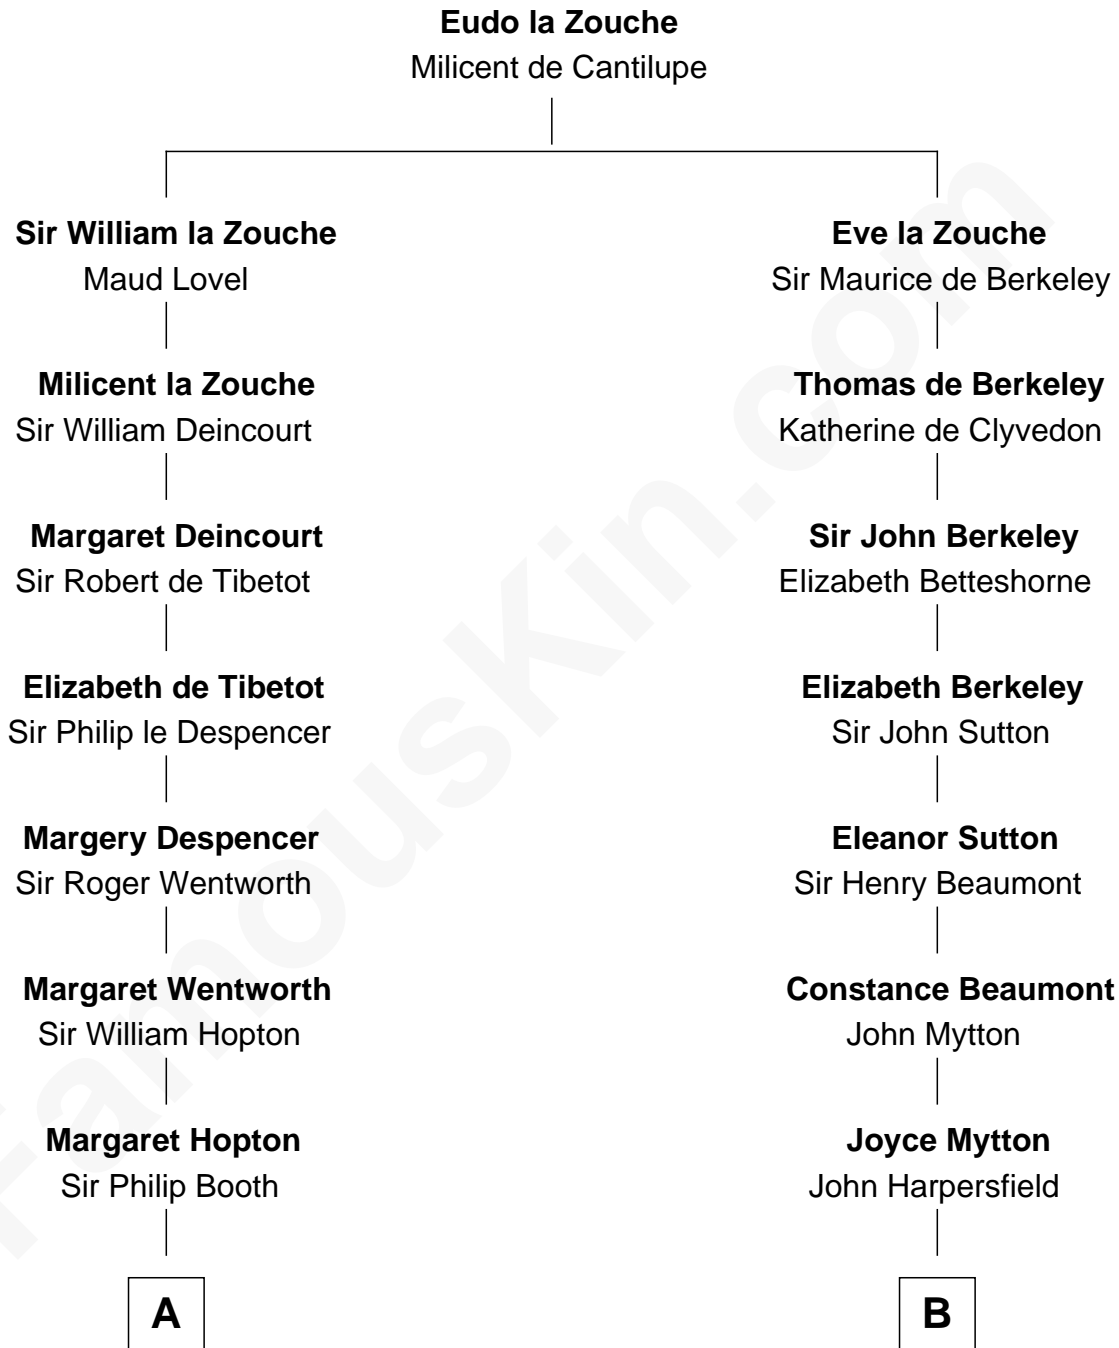 Eudo la Zouche
Milicent de Cantilupe
Sir William la Zouche
Maud Lovel
Milicent la Zouche
Sir William Deincourt
Margaret Deincourt
Sir Robert de Tibetot
Elizabeth de Tibetot
Sir Philip le Despencer
Margery Despencer
Sir Roger Wentworth
Margaret Wentworth
Sir William Hopton
Margaret Hopton
Sir Philip Booth
A
Eve la Zouche
Sir Maurice de Berkeley
Thomas de Berkeley
Katherine de Clyvedon
Sir John Berkeley
Elizabeth Betteshorne
Elizabeth Berkeley
Sir John Sutton
Eleanor Sutton
Sir Henry Beaumont
Constance Beaumont
John Mytton
Joyce Mytton
John Harpersfield
B
FamousKin.com